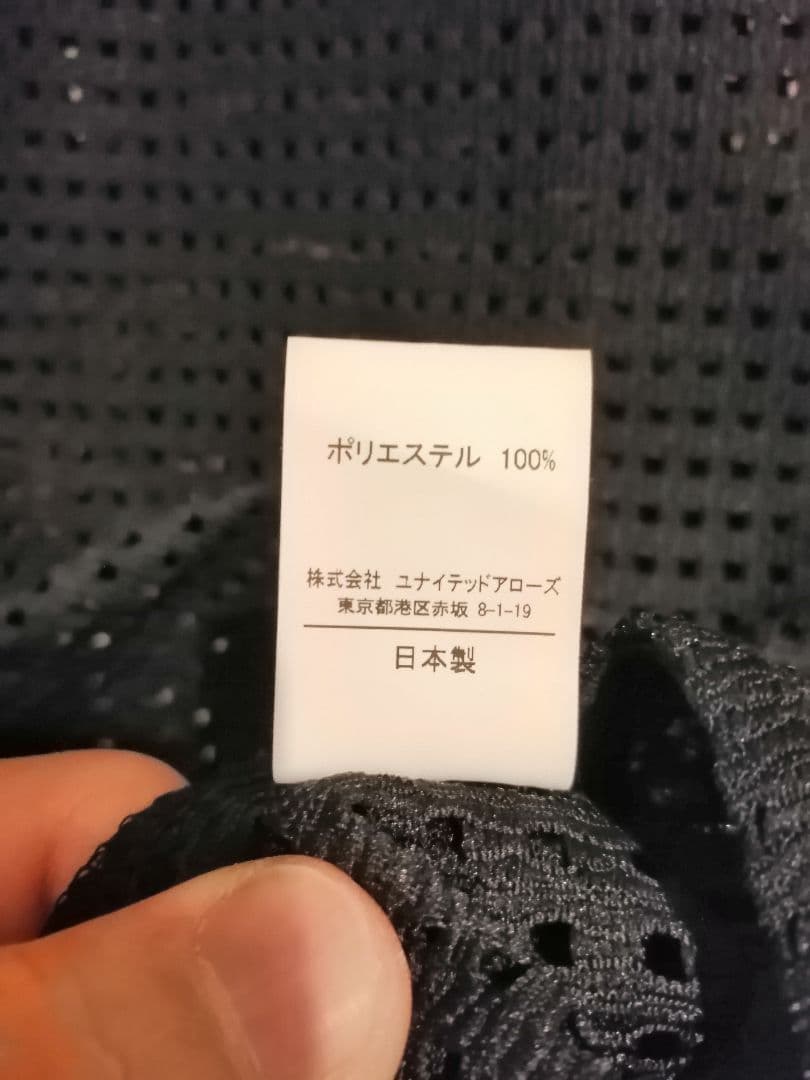 ポリエステル 100%
株式会社 ユナイテッドアローズ
東京都港区赤坂 8-1-19
日本製